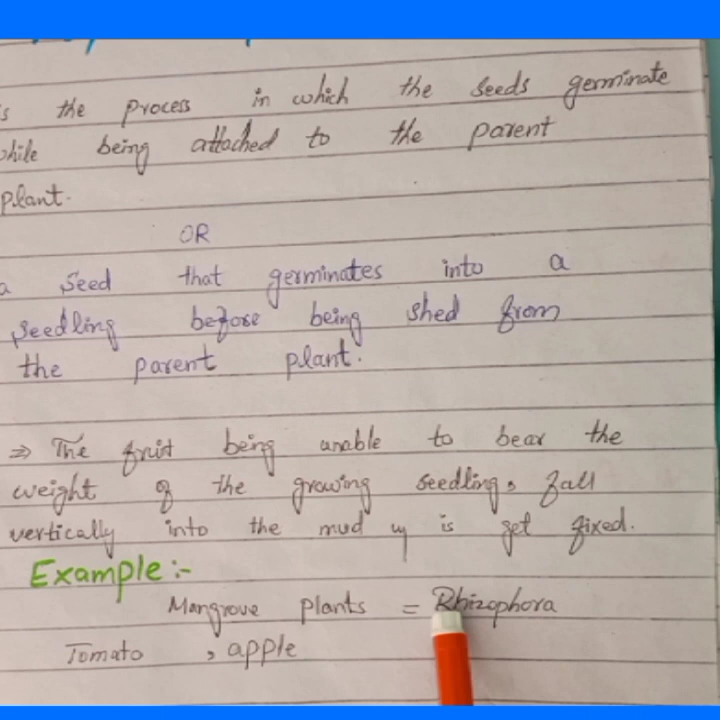 the process in which the seeds germinate
being attached to the parent
plant.
OR
a seed that germinates into a
seedling before being shed from
the parent plant.
⇒ The fruit being unable to bear the
weight of the growing seedling, fall
vertically into the mud is get fixed.
Example:-
Mangrove plants = Rhizophora
Tomato , apple